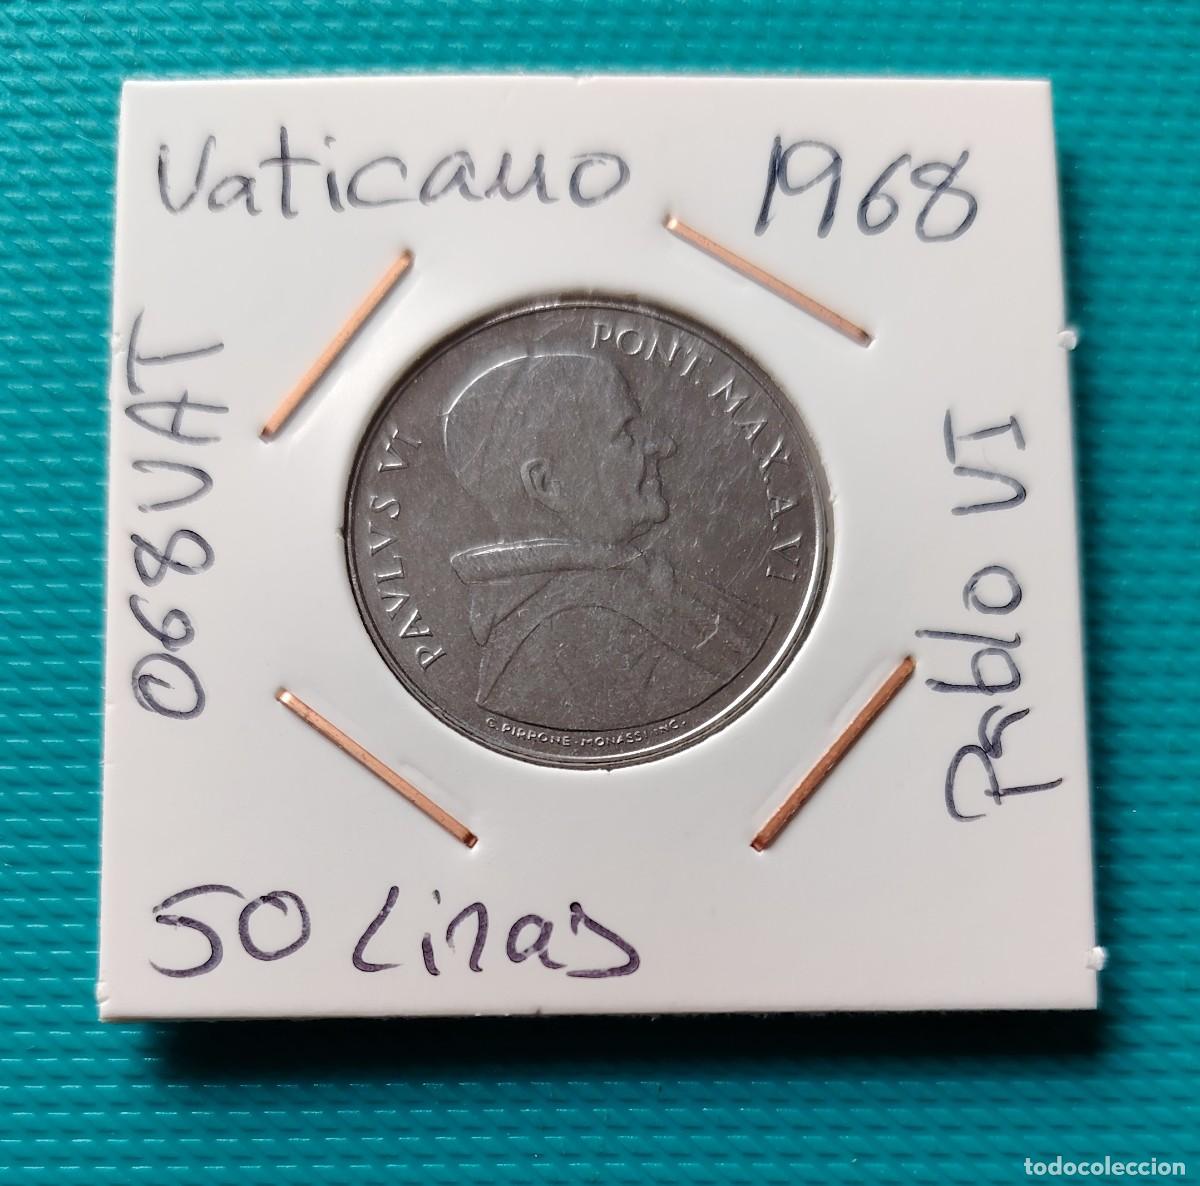 Vaticano 1968
068VAT
PAVLVS VI PONT. MAX. A. VI
G. PIRRONE - MONASSI INC.
Pablo VI
50 Liras
todocoleccion